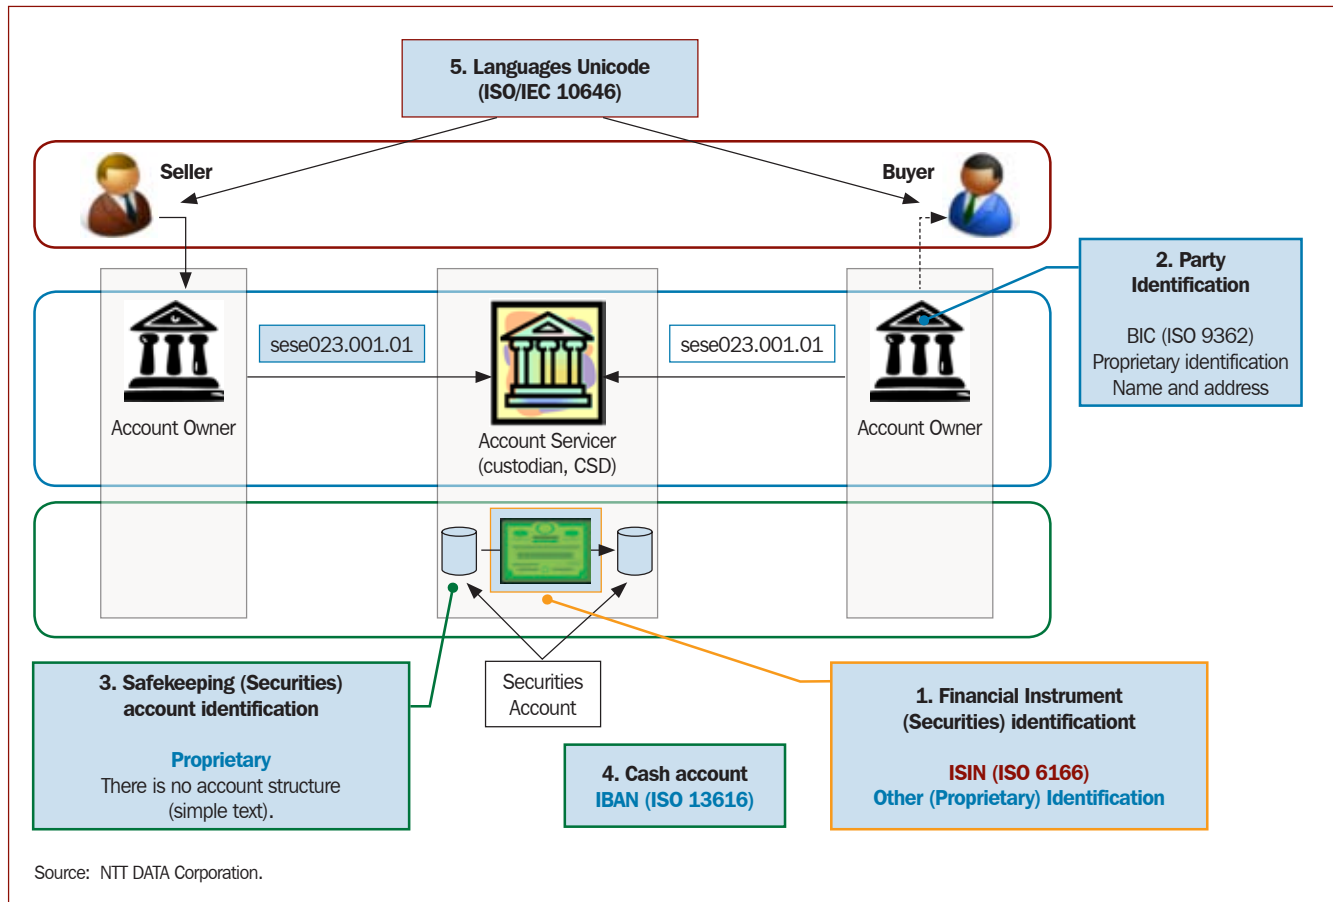 5. Languages Unicode
(ISO/IEC 10646)
Seller
Buyer
2. Party
Identification
BIC (ISO 9362)
Proprietary identification
Name and address
sese023.001.01
sese023.001.01
Account Owner
Account Servicer
(custodian, CSD)
Account Owner
3. Safekeeping (Securities)
account identification
Proprietary
There is no account structure
(simple text).
Securities
Account
4. Cash account
IBAN (ISO 13616)
1. Financial Instrument
(Securities) identificationt
ISIN (ISO 6166)
Other (Proprietary) Identification
Source: NTT DATA Corporation.